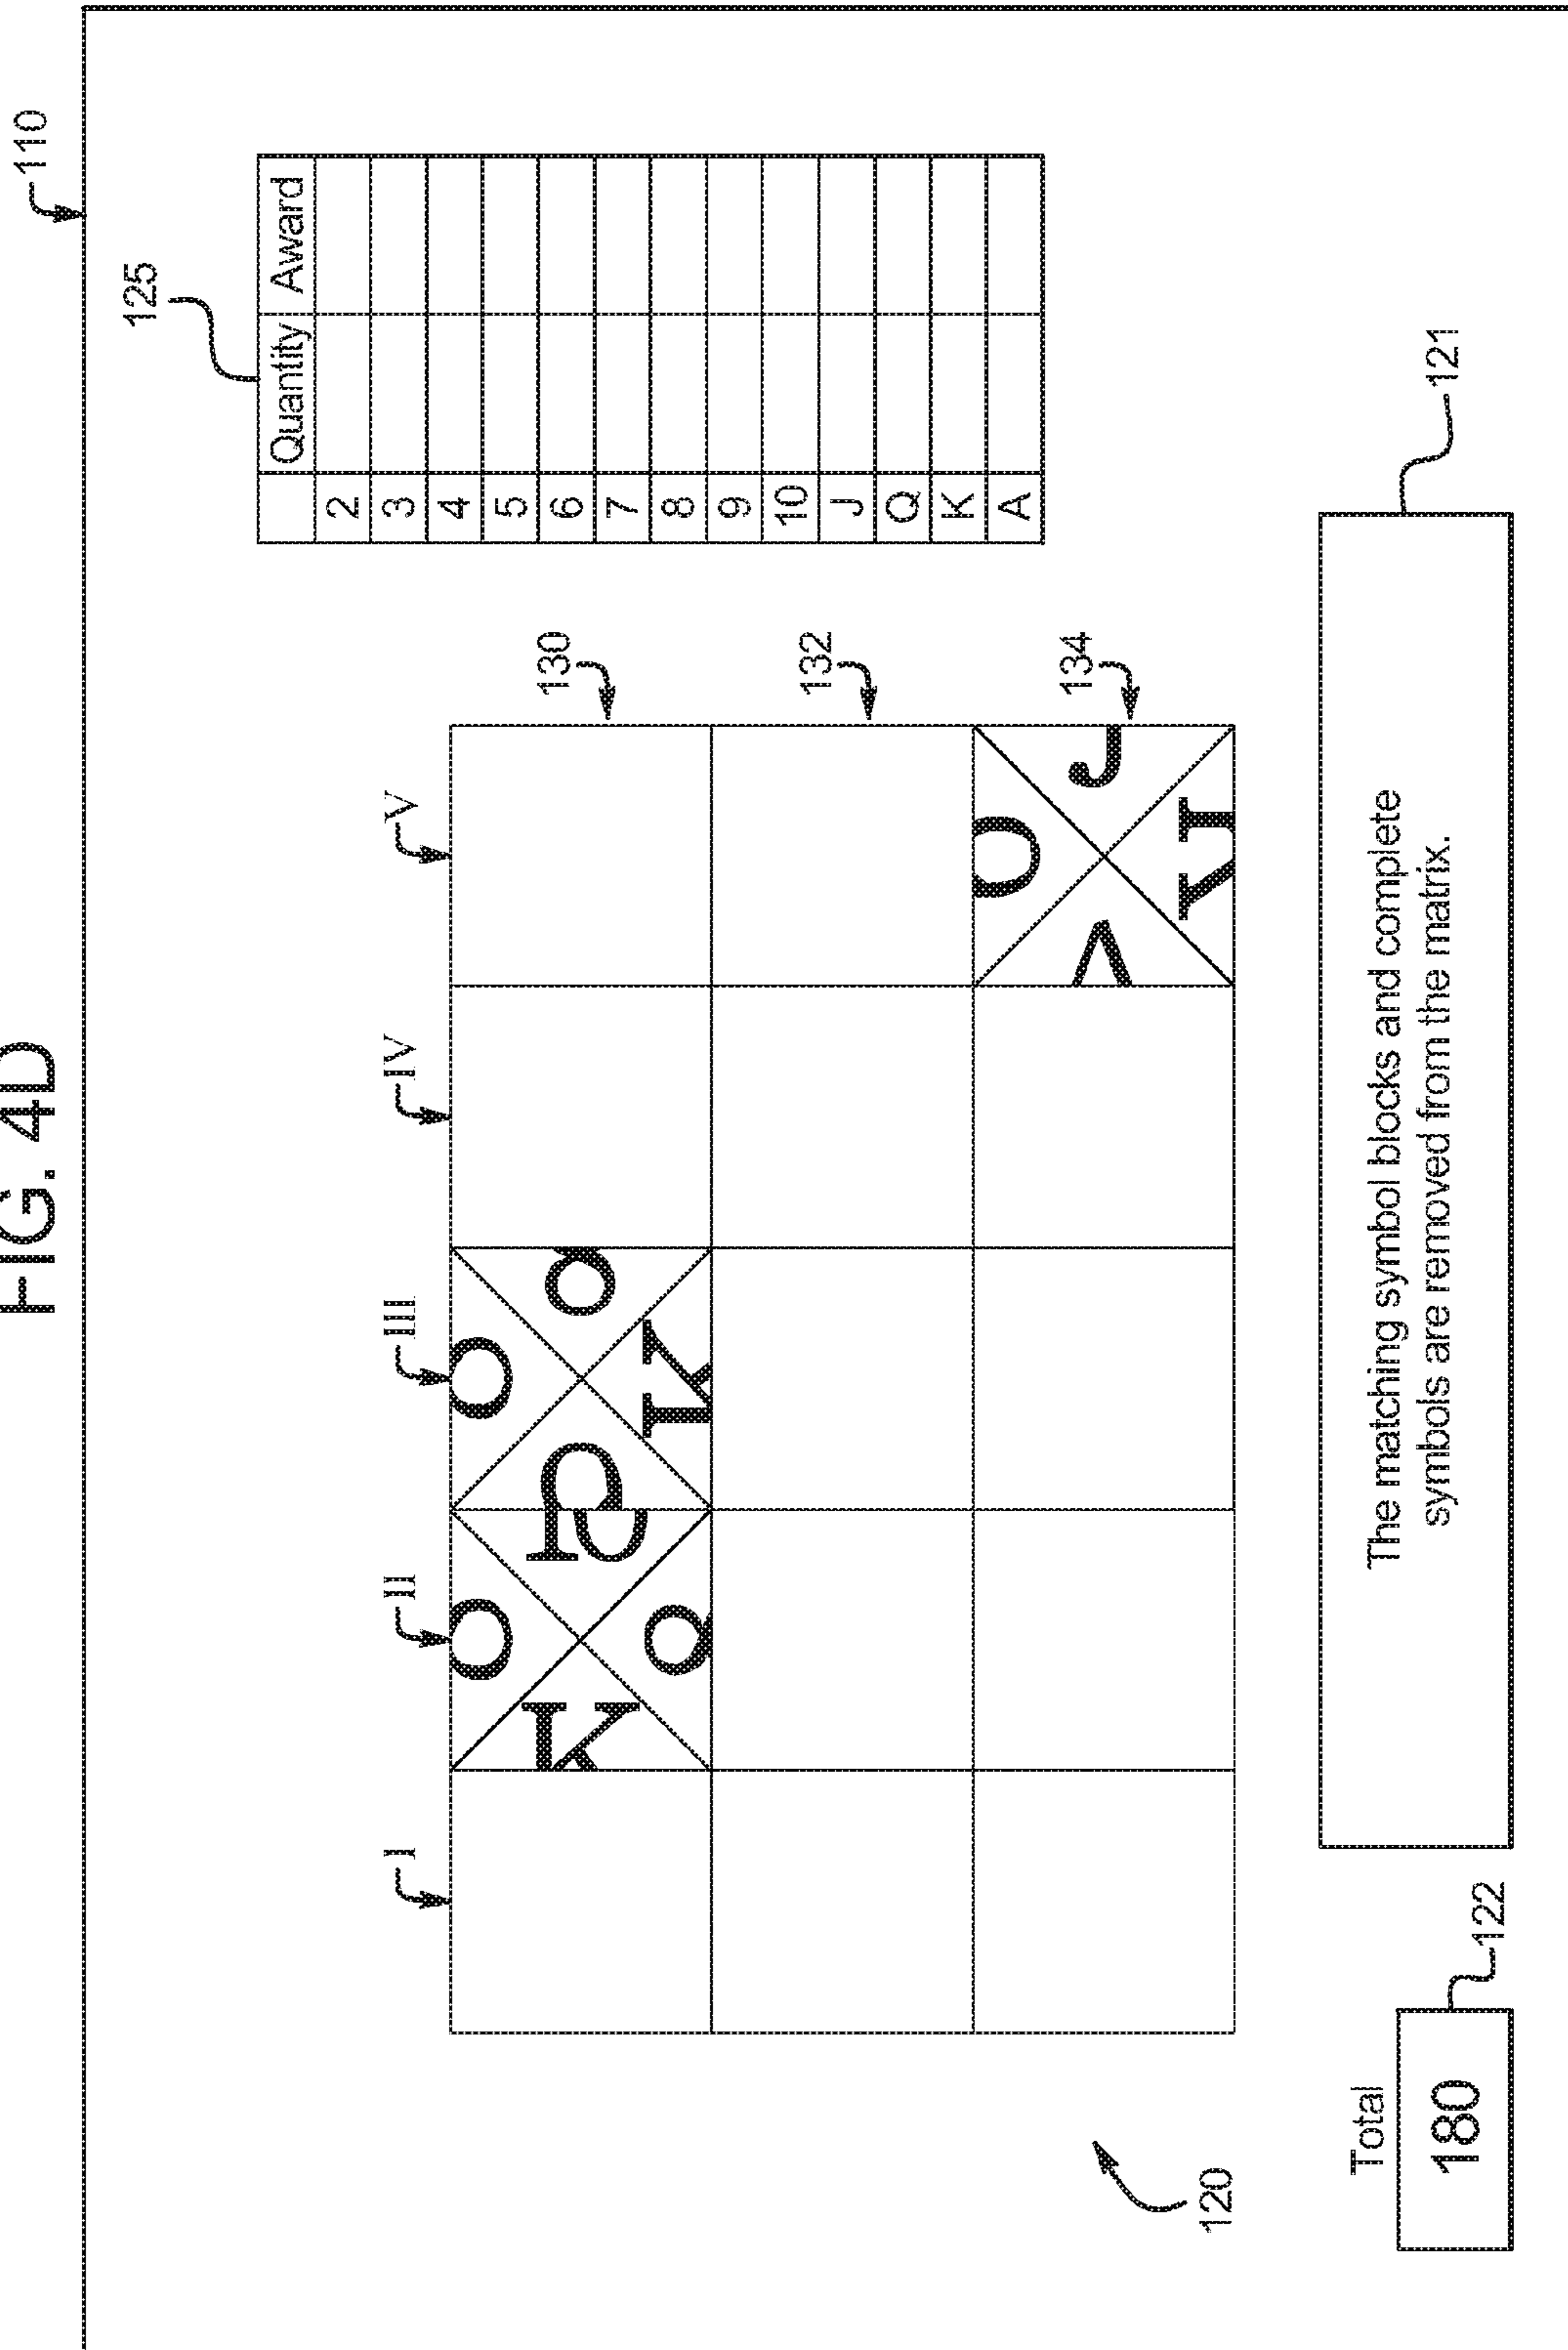 FIG. 4D
110
125
Quantity Award
2
3
4
5
6
7
8
9
10
J
Q
K
A
I II III IV V
130
132
134
120
Total
180
122
The matching symbol blocks and complete
symbols are removed from the matrix.
121